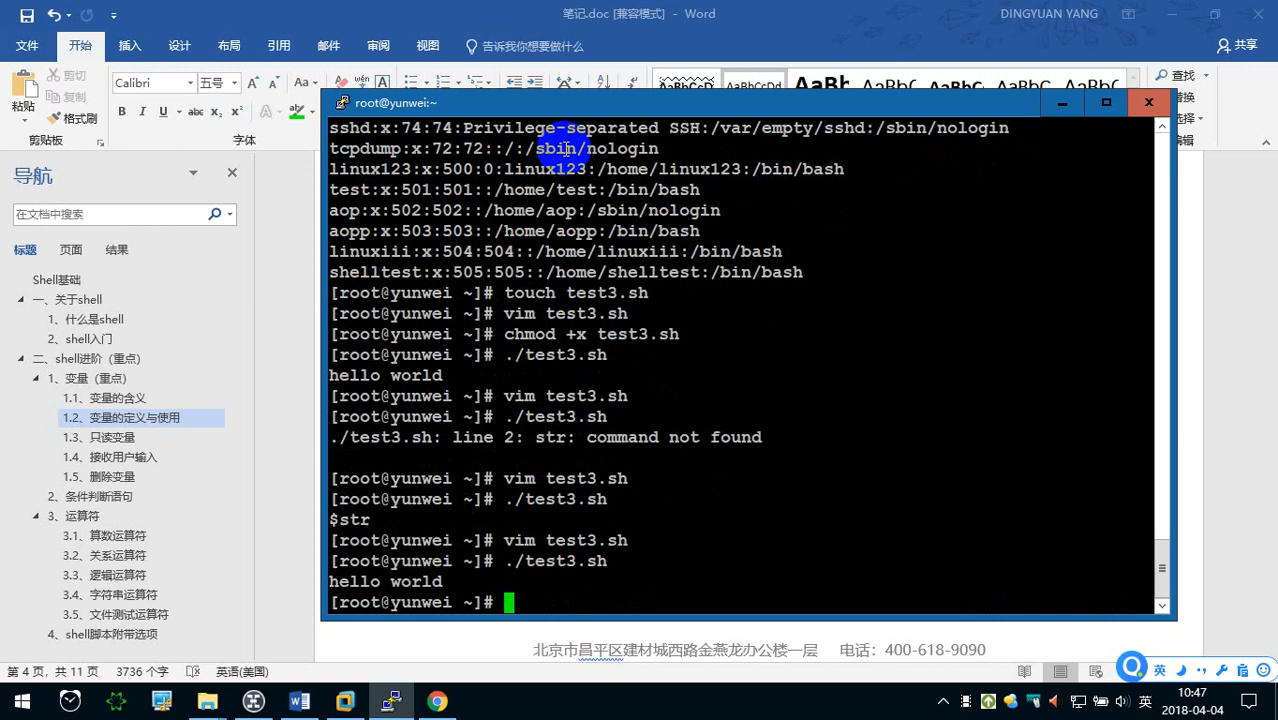 笔记.doc [兼容模式] - Word
DINGYUAN YANG
文件 开始 插入 设计 布局 引用 邮件 审阅 视图 告诉我你想要做什么 共享
剪切
复制
格式刷
粘贴
剪贴板
Calibri 五号
查找
替换
选择
编辑
导航
在文档中搜索
标题 页面 结果
Shell基础
一、关于shell
1、什么是shell
2、shell入门
二、shell进阶（重点）
1、变量（重点）
1.1、变量的含义
1.2、变量的定义与使用
1.3、只读变量
1.4、接收用户输入
1.5、删除变量
2、条件判断语句
3、运算符
3.1、算数运算符
3.2、关系运算符
3.3、逻辑运算符
3.4、字符串运算符
3.5、文件测试运算符
4、shell脚本附带选项
root@yunwei:~
sshd:x:74:74:Privilege-separated SSH:/var/empty/sshd:/sbin/nologin
tcpdump:x:72:72::/:/sbin/nologin
linux123:x:500:0:linux123:/home/linux123:/bin/bash
test:x:501:501::/home/test:/bin/bash
aop:x:502:502::/home/aop:/sbin/nologin
aopp:x:503:503::/home/aopp:/bin/bash
linuxiii:x:504:504::/home/linuxiii:/bin/bash
shelltest:x:505:505::/home/shelltest:/bin/bash
[root@yunwei ~]# touch test3.sh
[root@yunwei ~]# vim test3.sh
[root@yunwei ~]# chmod +x test3.sh
[root@yunwei ~]# ./test3.sh
hello world
[root@yunwei ~]# vim test3.sh
[root@yunwei ~]# ./test3.sh
./test3.sh: line 2: str: command not found
[root@yunwei ~]# vim test3.sh
[root@yunwei ~]# ./test3.sh
$str
[root@yunwei ~]# vim test3.sh
[root@yunwei ~]# ./test3.sh
hello world
[root@yunwei ~]#
北京市昌平区建材城西路金燕龙办公楼一层 电话：400-618-9090
第 4 页，共 11 页 3736 个字 英语(美国)
英
英 10:47
2018-04-04